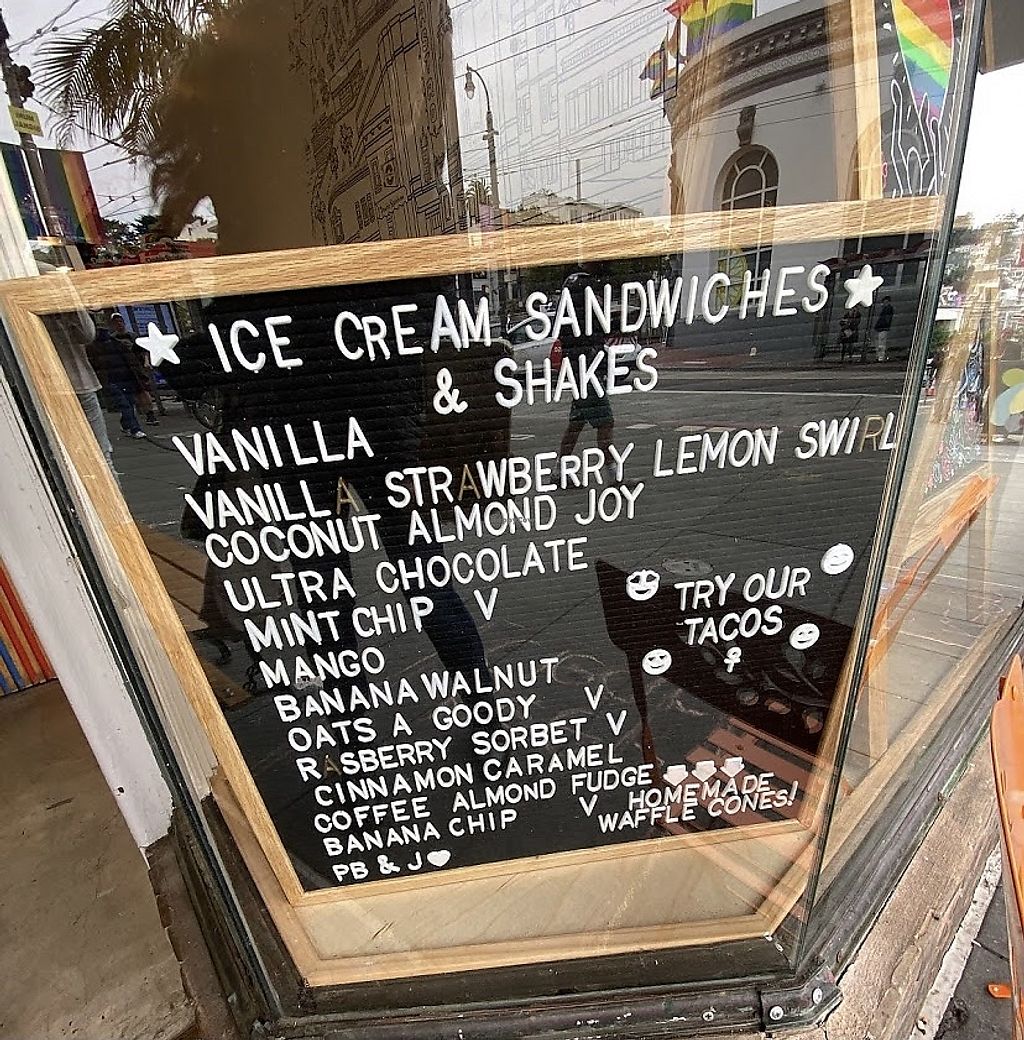 ICE CREAM SANDWICHES
& SHAKES
VANILLA
VANILLA STRAWBERRY LEMON SWIRL
COCONUT ALMOND JOY
ULTRA CHOCOLATE
MINT CHIP V
MANGO
BANANA WALNUT
OATS A GOODY V
RASBERRY SORBET V
CINNAMON CARAMEL
COFFEE ALMOND FUDGE
BANANA CHIP V
PB & J
TRY OUR
TACOS
HOMEMADE
WAFFLE CONES!